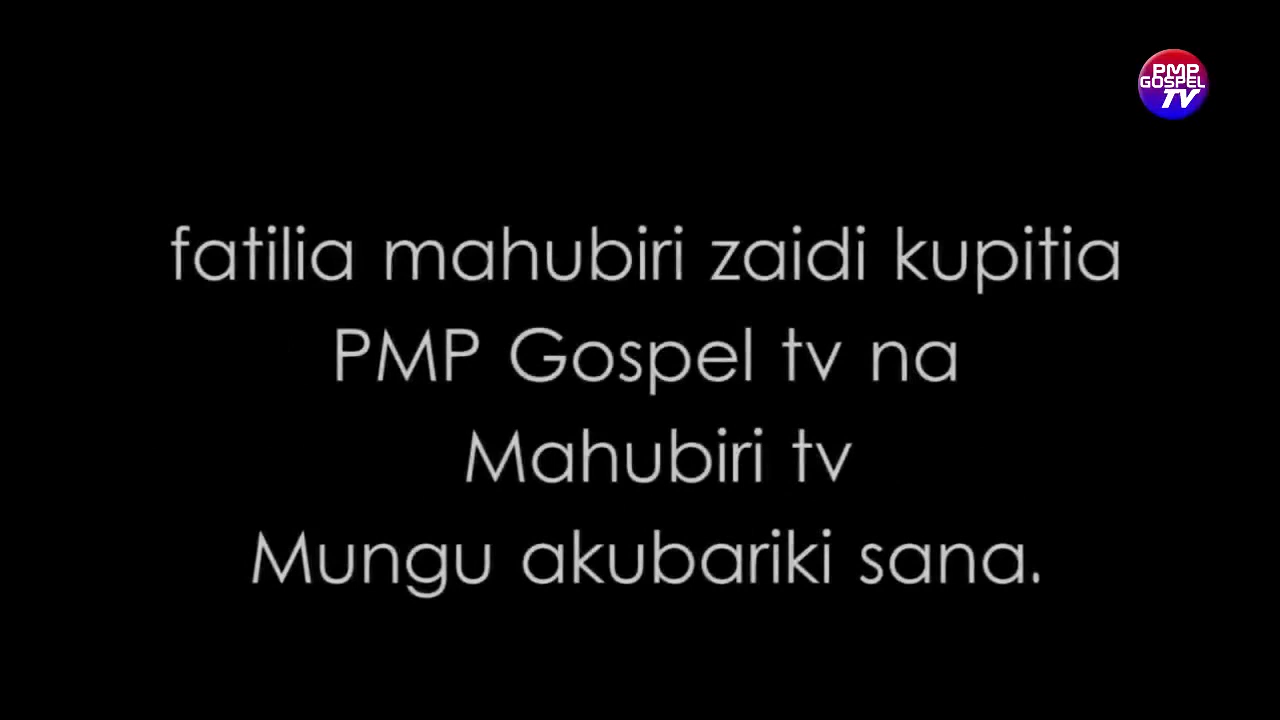 PMP
GOSPEL
TV
fatilia mahubiri zaidi kupitia
PMP Gospel tv na
Mahubiri tv
Mungu akubariki sana.